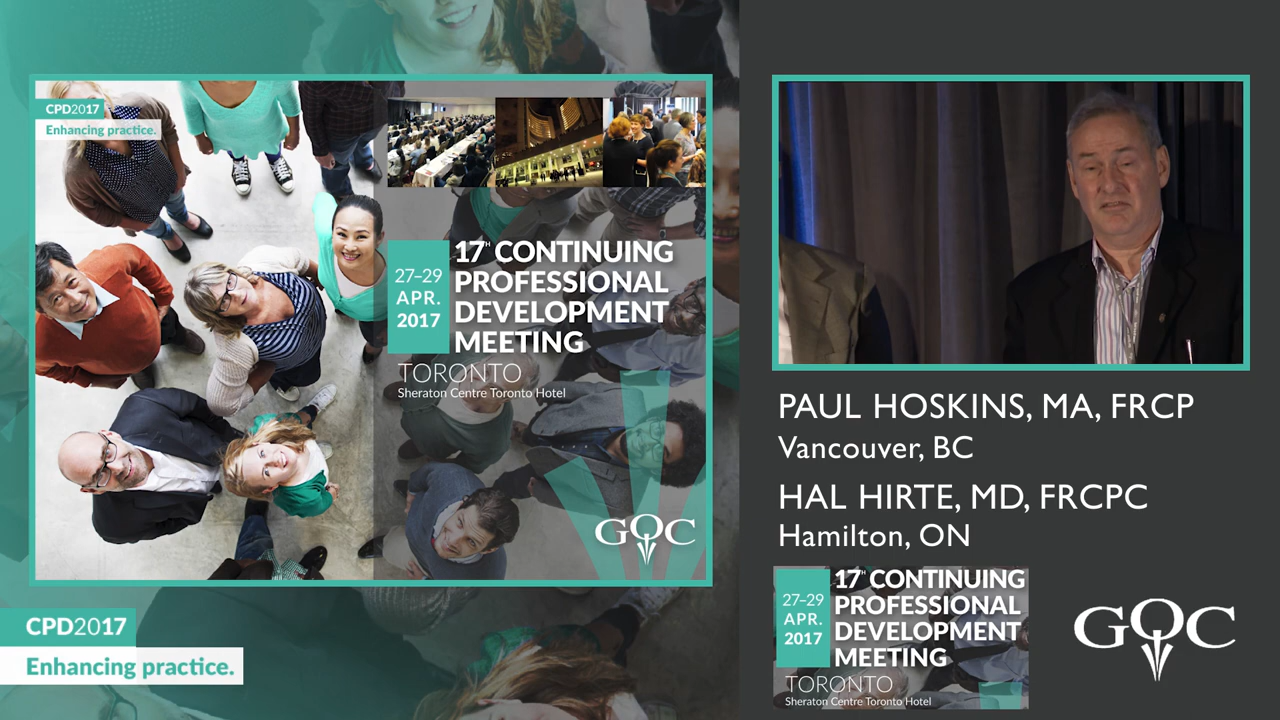 CPD2017
Enhancing practice.
27–29
APR.
2017
17TH CONTINUING
PROFESSIONAL
DEVELOPMENT
MEETING
TORONTO
Sheraton Centre Toronto Hotel
GOC
CPD2017
Enhancing practice.
PAUL HOSKINS, MA, FRCP
Vancouver, BC
HAL HIRTE, MD, FRCPC
Hamilton, ON
27–29
APR.
2017
17TH CONTINUING
PROFESSIONAL
DEVELOPMENT
MEETING
TORONTO
Sheraton Centre Toronto Hotel
GOC